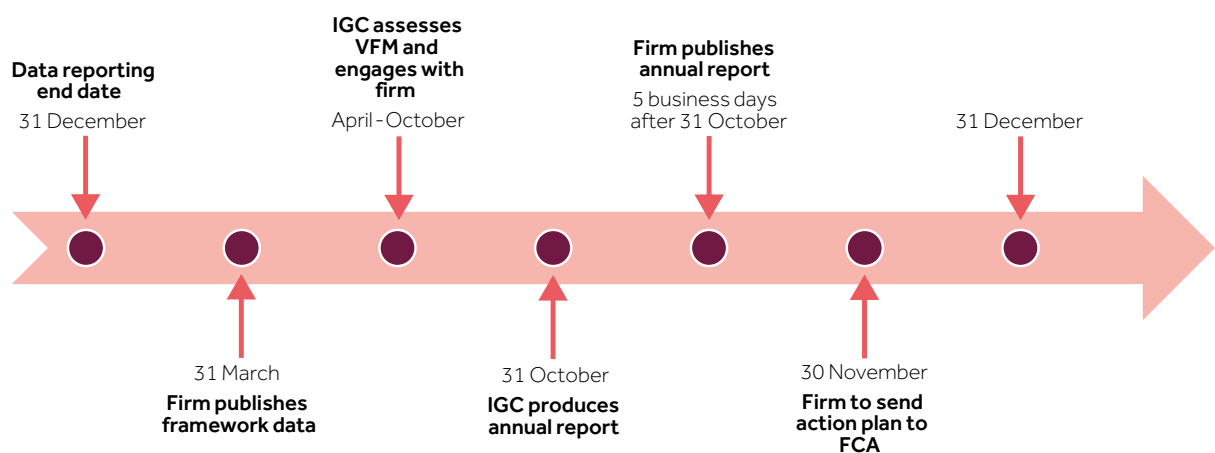 Data reporting
end date
31 December
31 March
Firm publishes
framework data
IGC assesses
VFM and
engages with
firm
April - October
31 October
IGC produces
annual report
Firm publishes
annual report
5 business days
after 31 October
30 November
Firm to send
action plan to
FCA
31 December